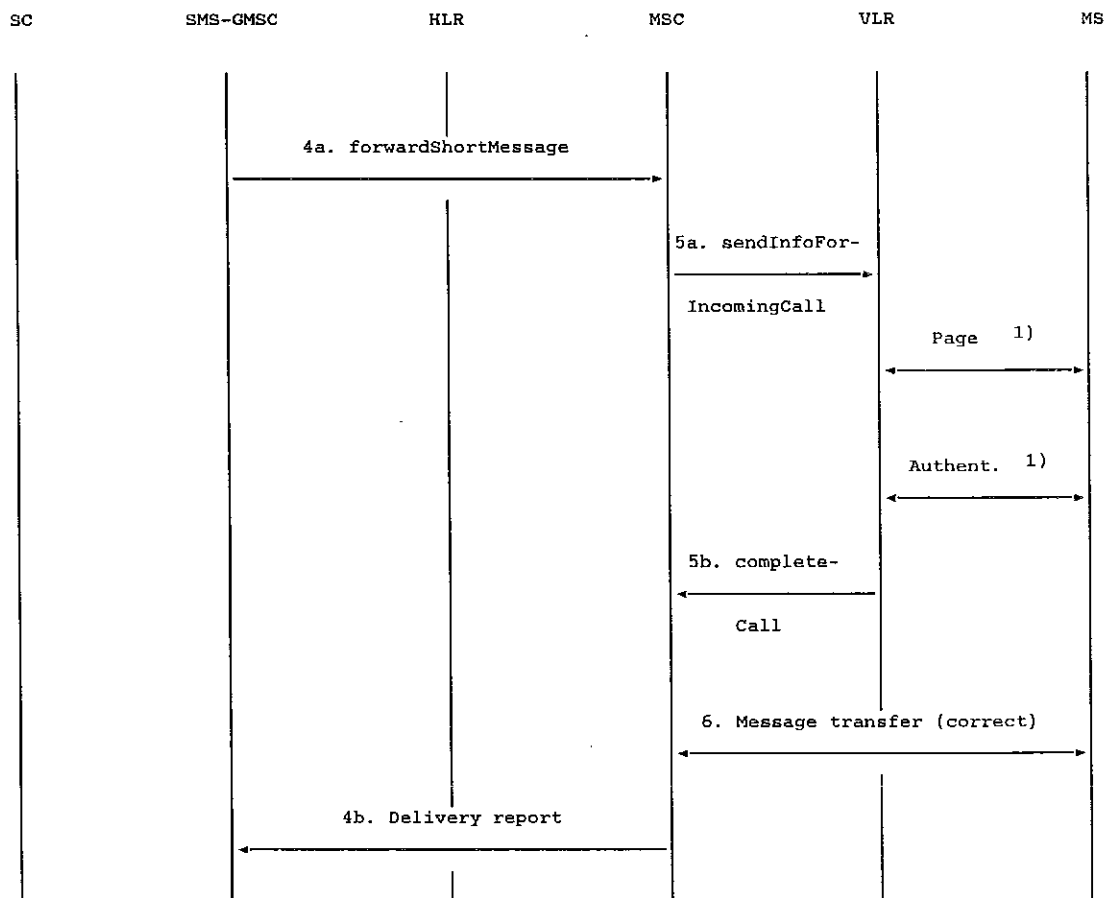 SC SMS-GMSC HLR MSC VLR MS
4a. forwardShortMessage
5a. sendInfoFor-
IncomingCall
Page 1)
Authent. 1)
5b. complete-
Call
6. Message transfer (correct)
4b. Delivery report